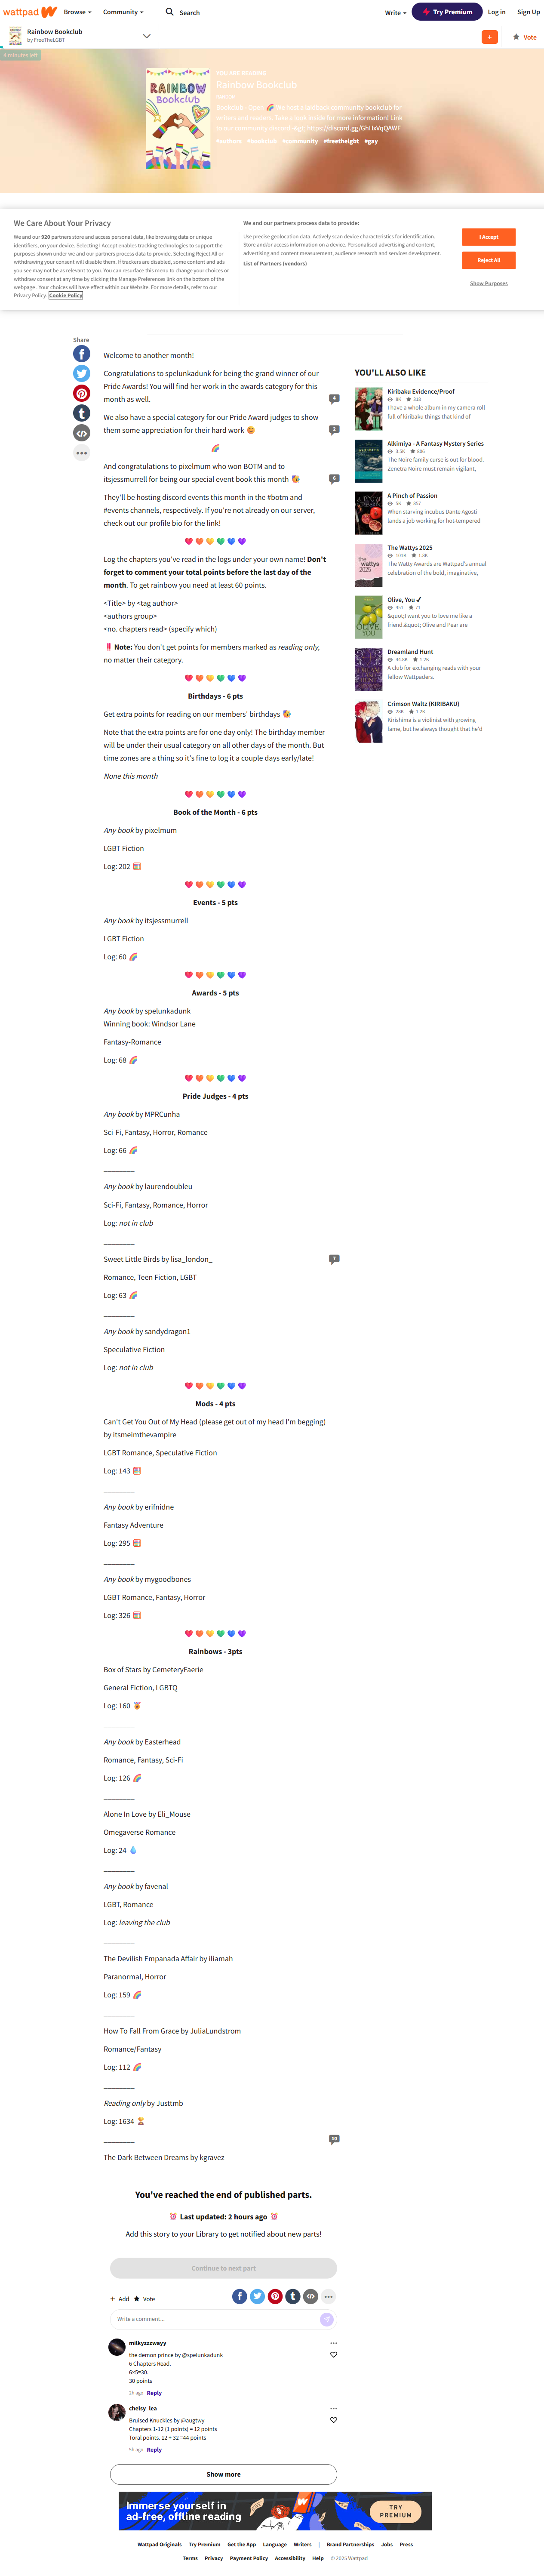 wattpad
Browse
Community
Search
Write
Try Premium
Log in
Sign Up
Rainbow Bookclub
by FreeTheLGBT
+
Vote
4 minutes left
RAINBOW
Bookclub
YOU ARE READING
Rainbow Bookclub
https://discord.gg/GhHxVqQAWF
#community #freethelgbt #gay
We Care About Your Privacy
We and our 920 partners store and access personal data, like browsing data or unique
identifiers, on your device. Selecting I Accept enables tracking technologies to support the
purposes shown under we and our partners process data to provide. Selecting Reject All or
withdrawing your consent will disable them. If trackers are disabled, some content and ads
you see may not be as relevant to you. You can resurface this menu to change your choices or
withdraw consent at any time by clicking the Manage Preferences link on the bottom of the
webpage . Your choices will have effect within our Website. For more details, refer to our
Privacy Policy. Cookie Policy
We and our partners process data to provide:
Use precise geolocation data. Actively scan device characteristics for identification.
Store and/or access information on a device. Personalised advertising and content,
advertising and content measurement, audience research and services development.
List of Partners (vendors)
I Accept
Reject All
Show Purposes
Share
Welcome to another month!
Congratulations to spelunkadunk for being the grand winner of our
Pride Awards! You will find her work in the awards category for this
month as well.
4
We also have a special category for our Pride Award judges to show
them some appreciation for their hard work 😊
2
🌈
And congratulations to pixelmum who won BOTM and to
itsjessmurrell for being our special event book this month 🎉
6
They'll be hosting discord events this month in the #botm and
#events channels, respectively. If you're not already on our server,
check out our profile bio for the link!
Log the chapters you've read in the logs under your own name! Don't
forget to comment your total points before the last day of the
month. To get rainbow you need at least 60 points.
<Title> by <tag author>
<authors group>
<no. chapters read> (specify which)
‼️ Note: You don't get points for members marked as reading only,
no matter their category.
Birthdays - 6 pts
Get extra points for reading on our members' birthdays 🎉
Note that the extra points are for one day only! The birthday member
will be under their usual category on all other days of the month. But
time zones are a thing so it's fine to log it a couple days early/late!
None this month
Book of the Month - 6 pts
Any book by pixelmum
LGBT Fiction
Log: 202
Events - 5 pts
Any book by itsjessmurrell
LGBT Fiction
Log: 60 🌈
Awards - 5 pts
Any book by spelunkadunk
Winning book: Windsor Lane
Fantasy-Romance
Log: 68 🌈
Pride Judges - 4 pts
Any book by MPRCunha
Sci-Fi, Fantasy, Horror, Romance
Log: 66 🌈
Any book by laurendoubleu
Sci-Fi, Fantasy, Romance, Horror
Log: not in club
Sweet Little Birds by lisa_london_
7
Romance, Teen Fiction, LGBT
Log: 63 🌈
Any book by sandydragon1
Speculative Fiction
Log: not in club
Mods - 4 pts
Can't Get You Out of My Head (please get out of my head I'm begging)
by itsmeimthevampire
LGBT Romance, Speculative Fiction
Log: 143
Any book by erifnidne
Fantasy Adventure
Log: 295
Any book by mygoodbones
LGBT Romance, Fantasy, Horror
Log: 326
Rainbows - 3pts
Box of Stars by CemeteryFaerie
General Fiction, LGBTQ
Log: 160
Any book by Easterhead
Romance, Fantasy, Sci-Fi
Log: 126 🌈
Alone In Love by Eli_Mouse
Omegaverse Romance
Log: 24 💧
Any book by favenal
LGBT, Romance
Log: leaving the club
The Devilish Empanada Affair by iliamah
Paranormal, Horror
Log: 159 🌈
How To Fall From Grace by JuliaLundstrom
Romance/Fantasy
Log: 112 🌈
Reading only by Justtmb
Log: 1634
10
The Dark Between Dreams by kgravez
YOU'LL ALSO LIKE
Kiribaku Evidence/Proof
8K 318
I have a whole album in my camera roll
full of kiribaku things that kind of
Alkimiya - A Fantasy Mystery Series
3.5K 906
The Noire family curse is out for blood.
Zenetra Noire must remain vigilant,
A Pinch of Passion
5K 857
When starving incubus Dante Agosti
lands a job working for hot-tempered
the
wattys
2025
The Wattys 2025
102K 1.8K
The Watty Awards are Wattpad's annual
celebration of the bold, imaginative,
OLIVE,
YOU
Olive, You ✓
451 71
&quot;I want you to love me like a
friend.&quot; Olive and Pear are
Dreamland Hunt
44.8K 1.2K
A club for exchanging reads with your
fellow Wattpaders.
Crimson Waltz (KIRIBAKU)
28K 1.2K
Kirishima is a violinist with growing
fame, but he always thought that he'd
You've reached the end of published parts.
⏰ Last updated: 2 hours ago ⏰
Add this story to your Library to get notified about new parts!
Continue to next part
+ Add
Vote
Write a comment...
milkyzzzwayy
the demon prince by @spelunkadunk
6 Chapters Read.
6×5=30.
30 points
2h ago Reply
chelsy_lea
Bruised Knuckles by @augtwy
Chapters 1-12 (1 points) = 12 points
Toral points. 12 + 32 =44 points
5h ago Reply
Show more
Immerse yourself in
ad-free, offline reading
TRY
PREMIUM
Wattpad Originals Try Premium Get the App Language Writers | Brand Partnerships Jobs Press
Terms Privacy Payment Policy Accessibility Help © 2025 Wattpad